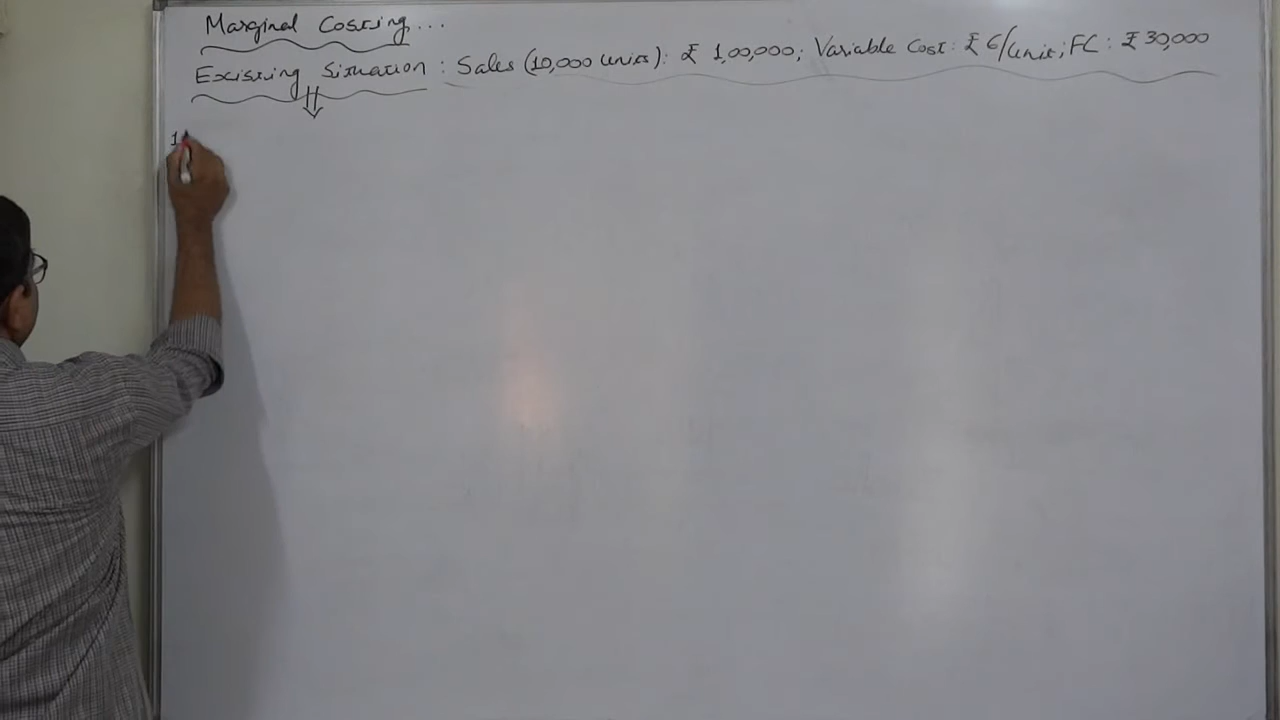 Marginal Costing...
Existing Situation : Sales (10,000 units): ₹ 1,00,000; Variable Cost: ₹ 6/unit; FC : ₹ 30,000
1